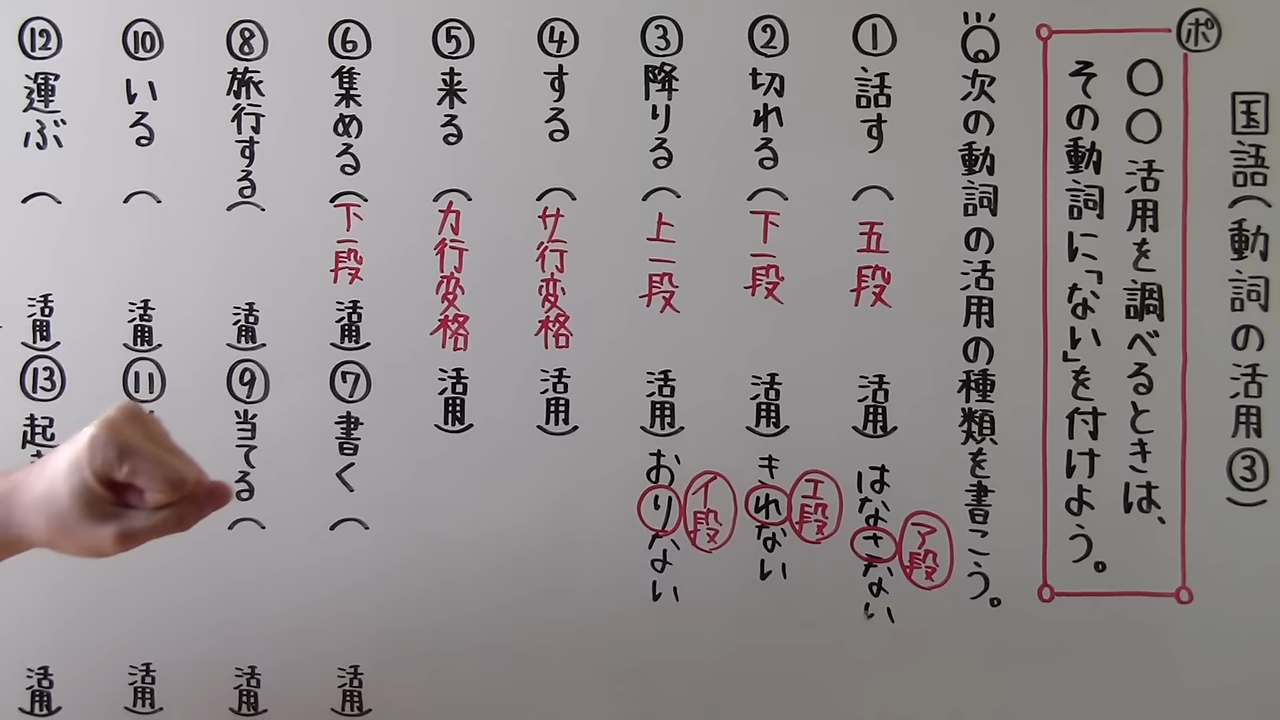 国語(動詞の活用③)
ポ
〇〇活用を調べるときは、
その動詞に「ない」を付けよう。
次の動詞の活用の種類を書こう。
①話す(五段活用)はなさない
ア段
②切れる(下一段活用)きれない
エ段
③降りる(上一段活用)おりない
イ段
④する(サ行変格活用)
⑤来る(カ行変格活用)
⑥集める(下一段活用)
⑦書く(活用)
⑧旅行する(活用)
⑨当てる(活用)
⑩いる(活用)
⑪
活用)
⑫運ぶ(活用)
⑬起
活用)